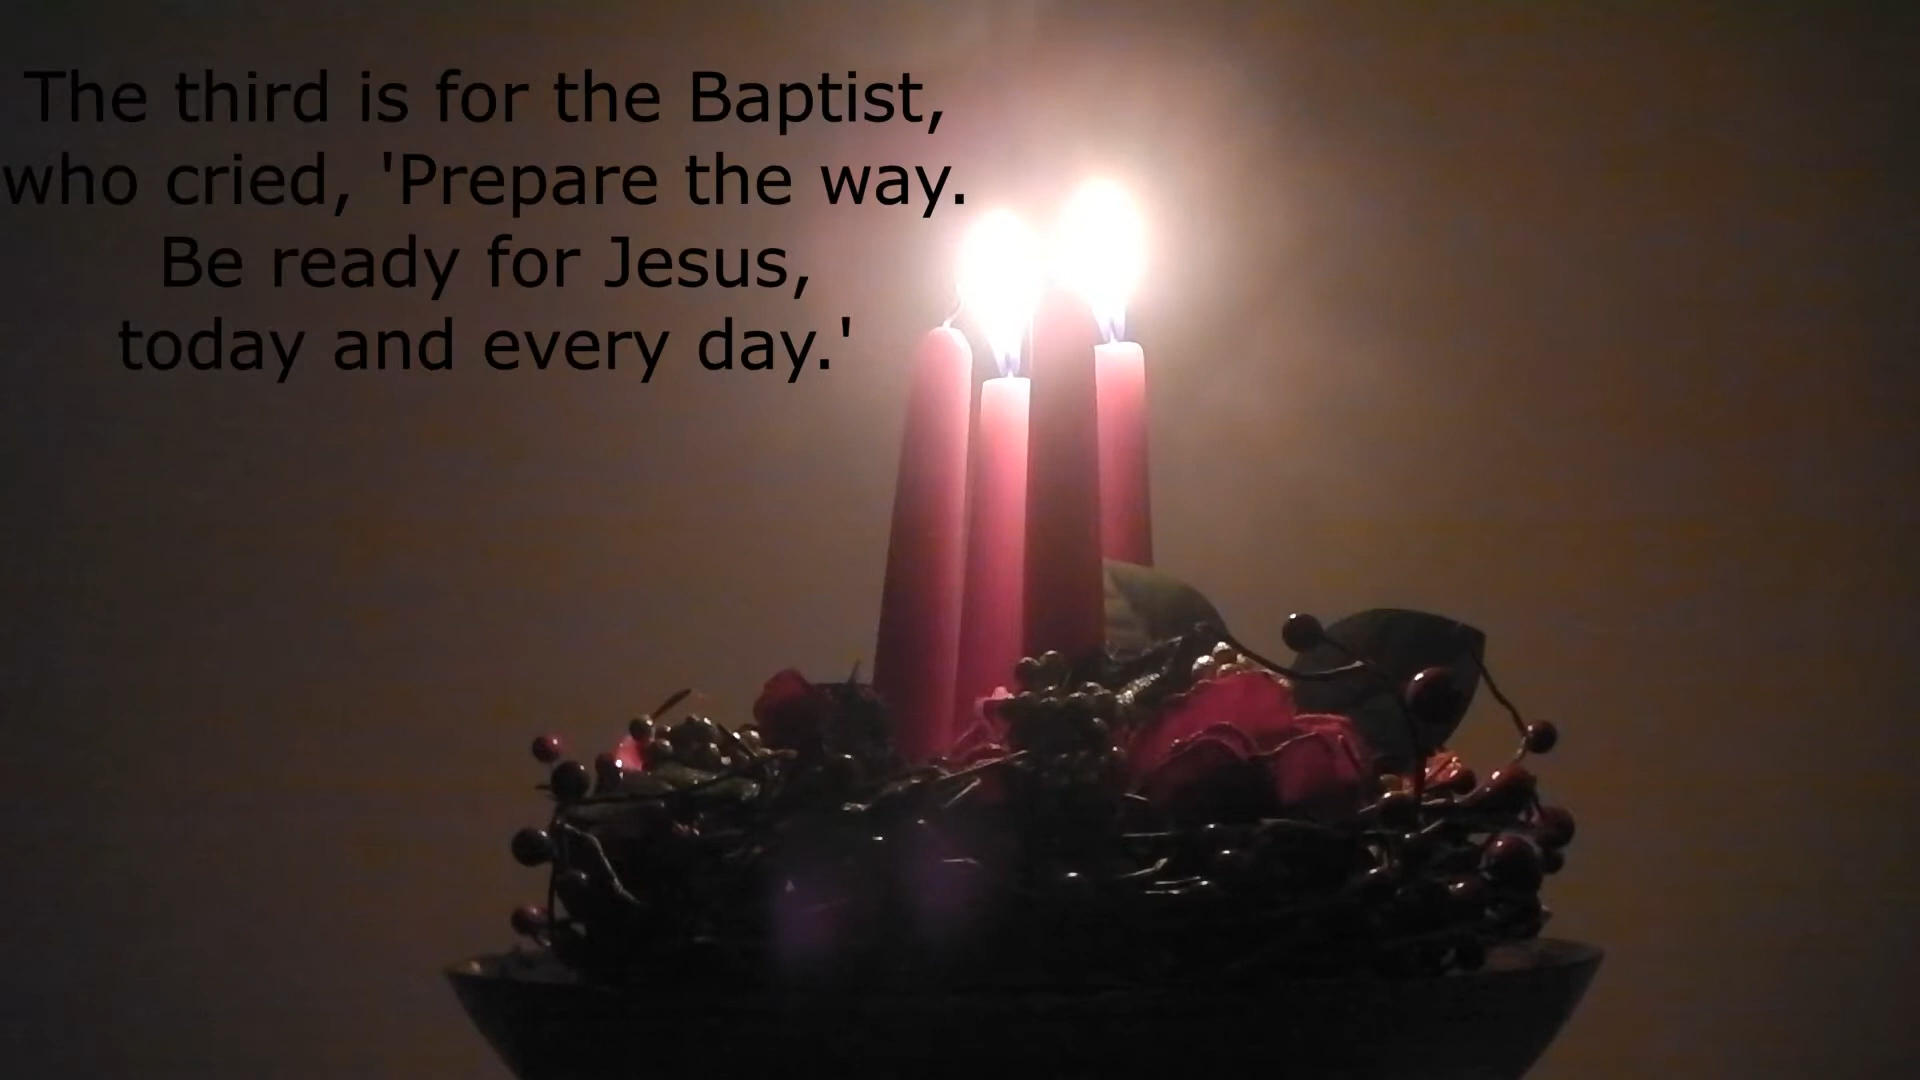 The third is for the Baptist,
who cried, 'Prepare the way.
Be ready for Jesus,
today and every day.'